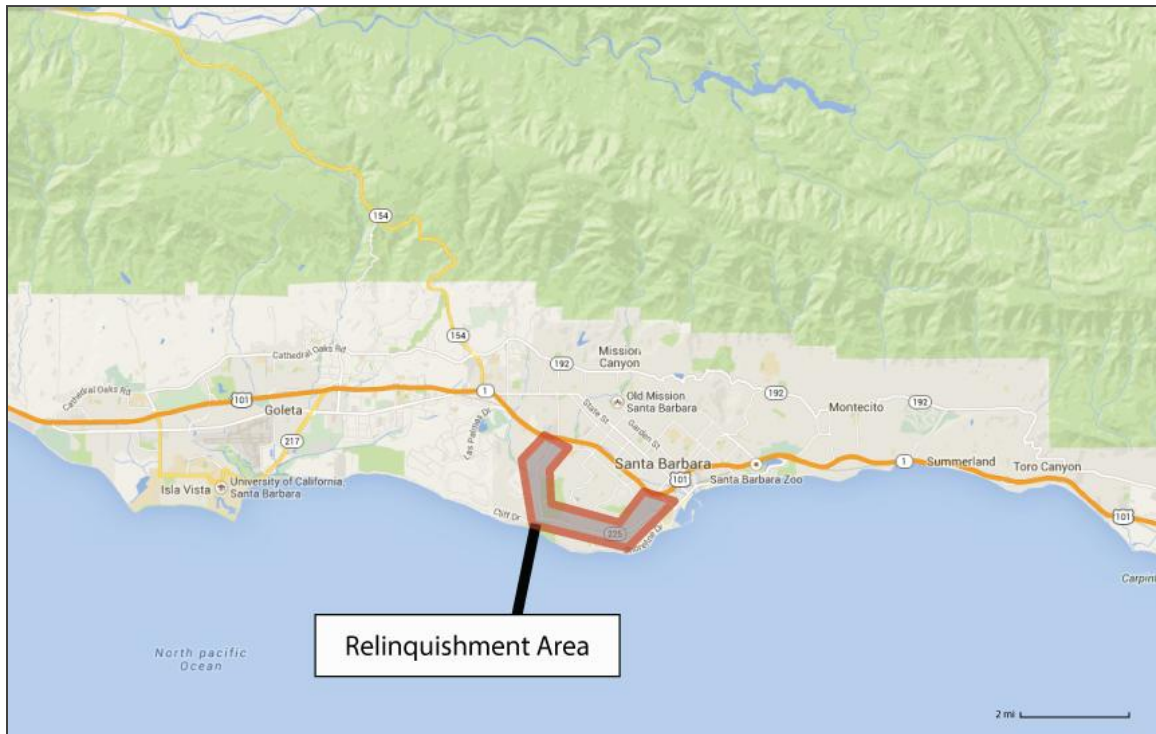 154
154
Cathedral Oaks Rd
192
Mission
Canyon
1
Cathedral Oaks Rd
101
Goleta
Las Palmas Dr
State St
Garden St
Old Mission
Santa Barbara
192
192
Montecito
217
Santa Barbara
101
Santa Barbara Zoo
1
Summerland
Toro Canyon
Isla Vista
University of California,
Santa Barbara
Cliff Dr
225
101
Carpin
Relinquishment Area
North pacific
Ocean
2 mi